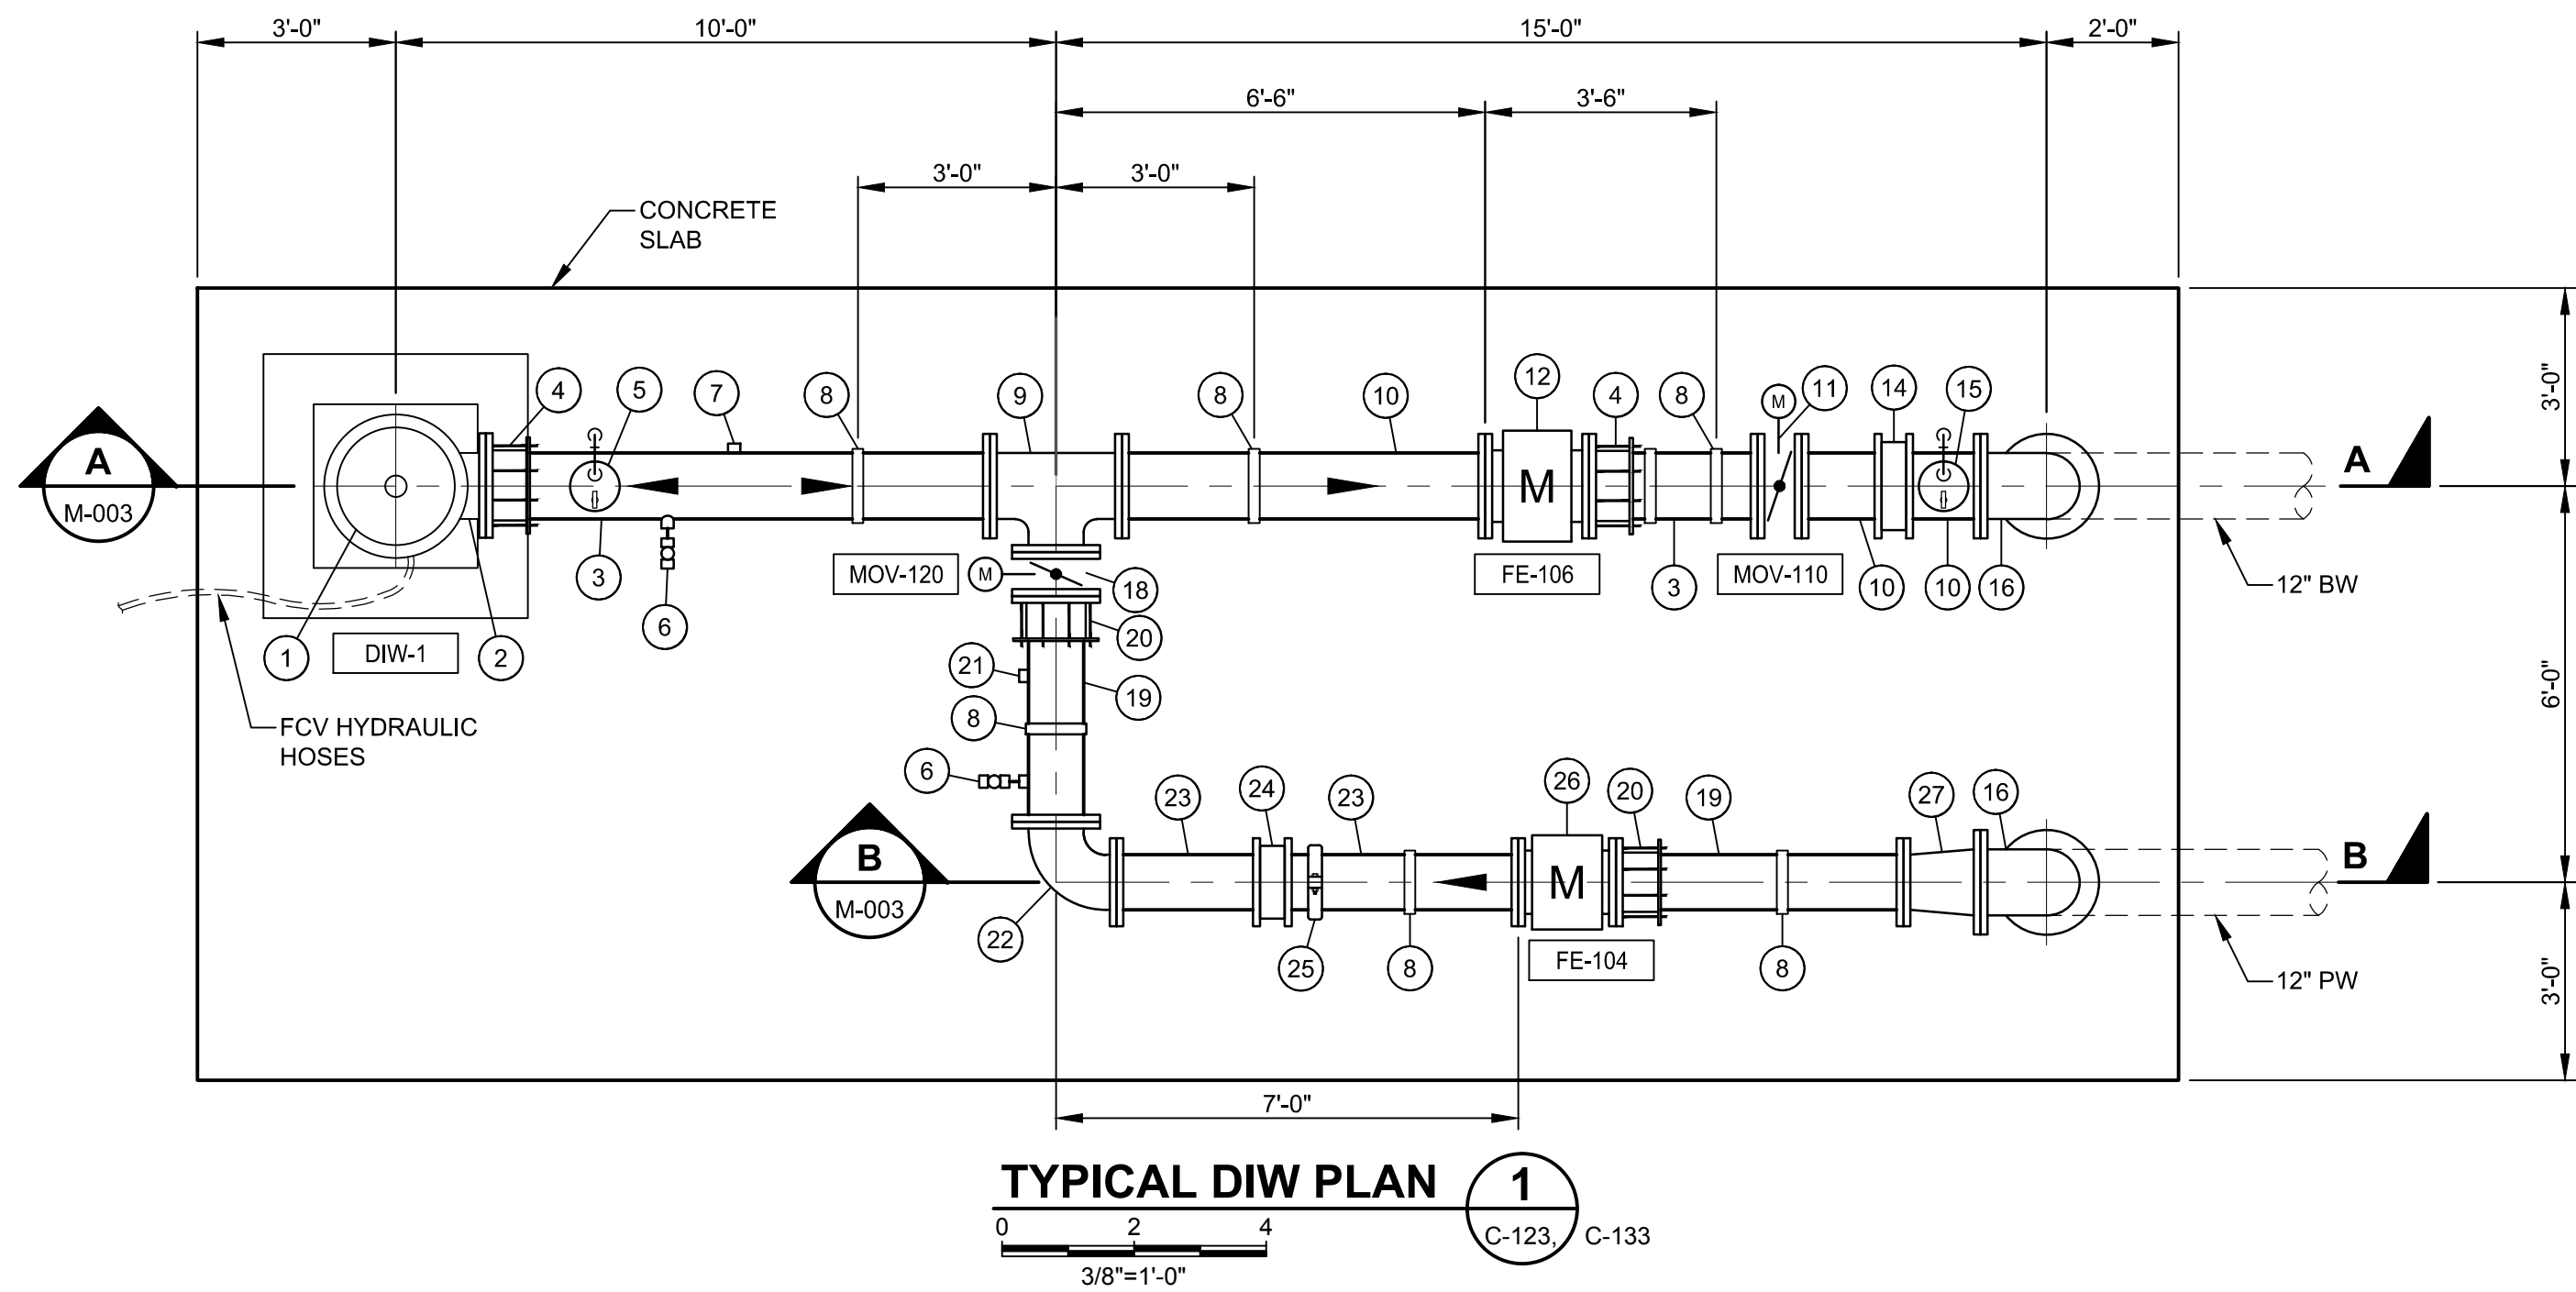 3'-0" 10'-0" 15'-0" 2'-0"
6'-6" 3'-6"
3'-0" 3'-0"
CONCRETE
SLAB
3'-0"
4 5 7 8 9 8 10 12 4 8 M 11 14 15
A
M-003
M
A
MOV-120 M 18 FE-106 MOV-110
3 3 10 10 16
12" BW
6 20
1 DIW-1 2
21 19
6'-0"
FCV HYDRAULIC
HOSES
8
6 23 24 23 26 20 19 27 16
B
M-003
M
B
22 25 8 FE-104 8
12" PW
3'-0"
7'-0"
TYPICAL DIW PLAN 1
C-123, C-133
0 2 4
3/8"=1'-0"